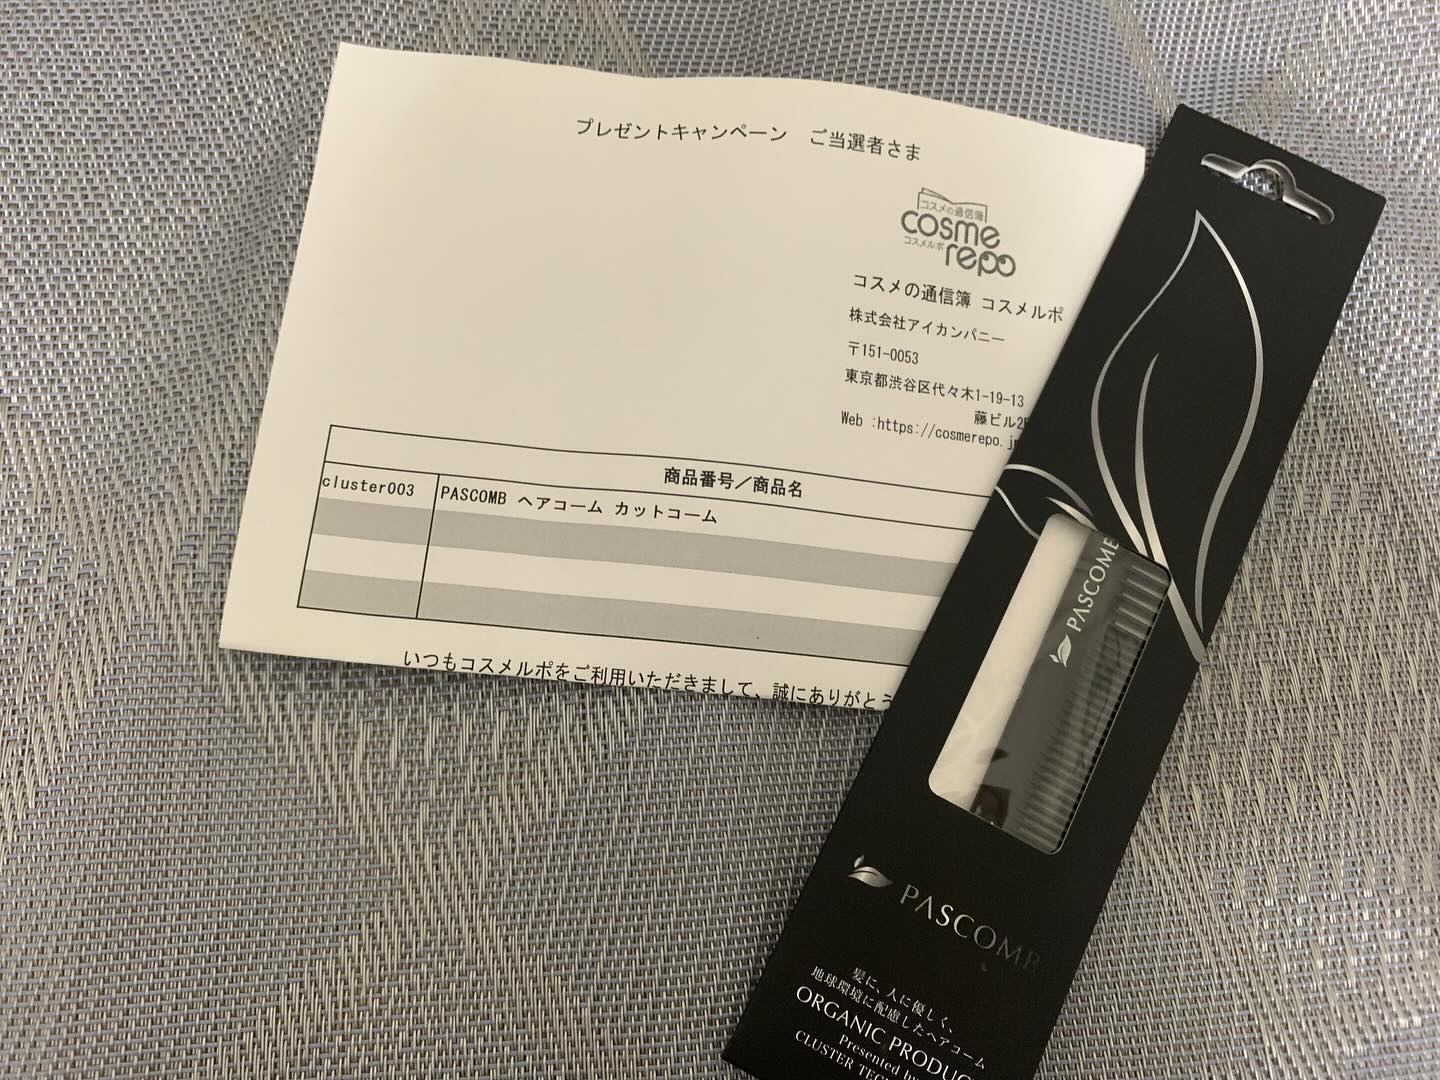 プレゼントキャンペーン　ご当選者さま
コスメの通信簿
cosme
コスメルポ
repo
コスメの通信簿 コスメルポ
株式会社アイカンパニー
〒151-0053
東京都渋谷区代々木1-19-13
藤ビル2
Web :https://cosmerepo.j
商品番号／商品名
cluster003 PASCOMB ヘアコーム カットコーム
いつもコスメルポをご利用いただきまして、誠にありがとう
PASCOMB
PASCOMB
髪に、人に優しく、
地球環境に配慮したヘアコーム
ORGANIC PRODUC
Presented by
CLUSTER TEC